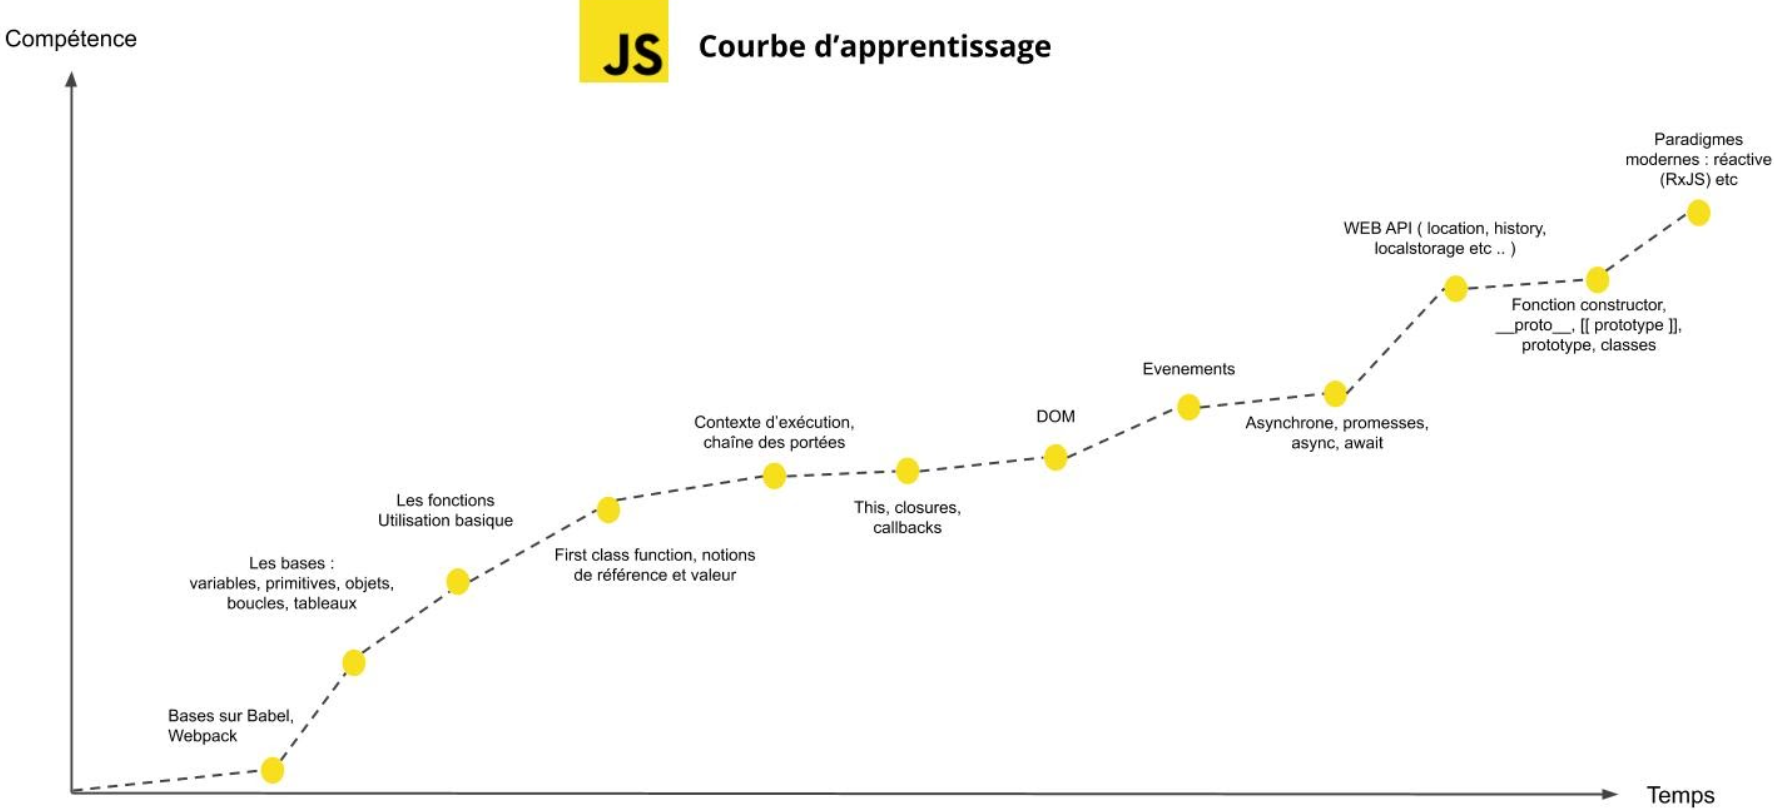 Compétence
JS
Courbe d’apprentissage
Paradigmes
modernes : réactive
(RxJS) etc
WEB API ( location, history,
localstorage etc .. )
Fonction constructor,
__proto__, [[ prototype ]],
prototype, classes
Evenements
Asynchrone, promesses,
async, await
DOM
Contexte d’exécution,
chaîne des portées
This, closures,
callbacks
Les fonctions
Utilisation basique
First class function, notions
de référence et valeur
Les bases :
variables, primitives, objets,
boucles, tableaux
Bases sur Babel,
Webpack
Temps